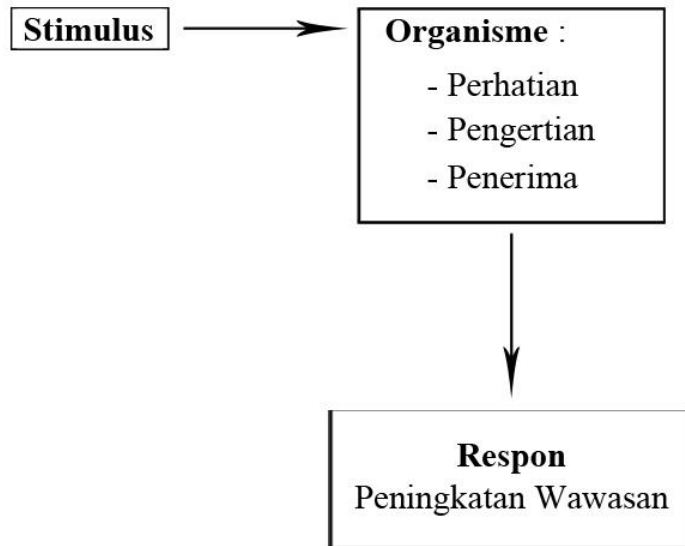 Stimulus
Organisme :
- Perhatian
- Pengertian
- Penerima
Respon
Peningkatan Wawasan